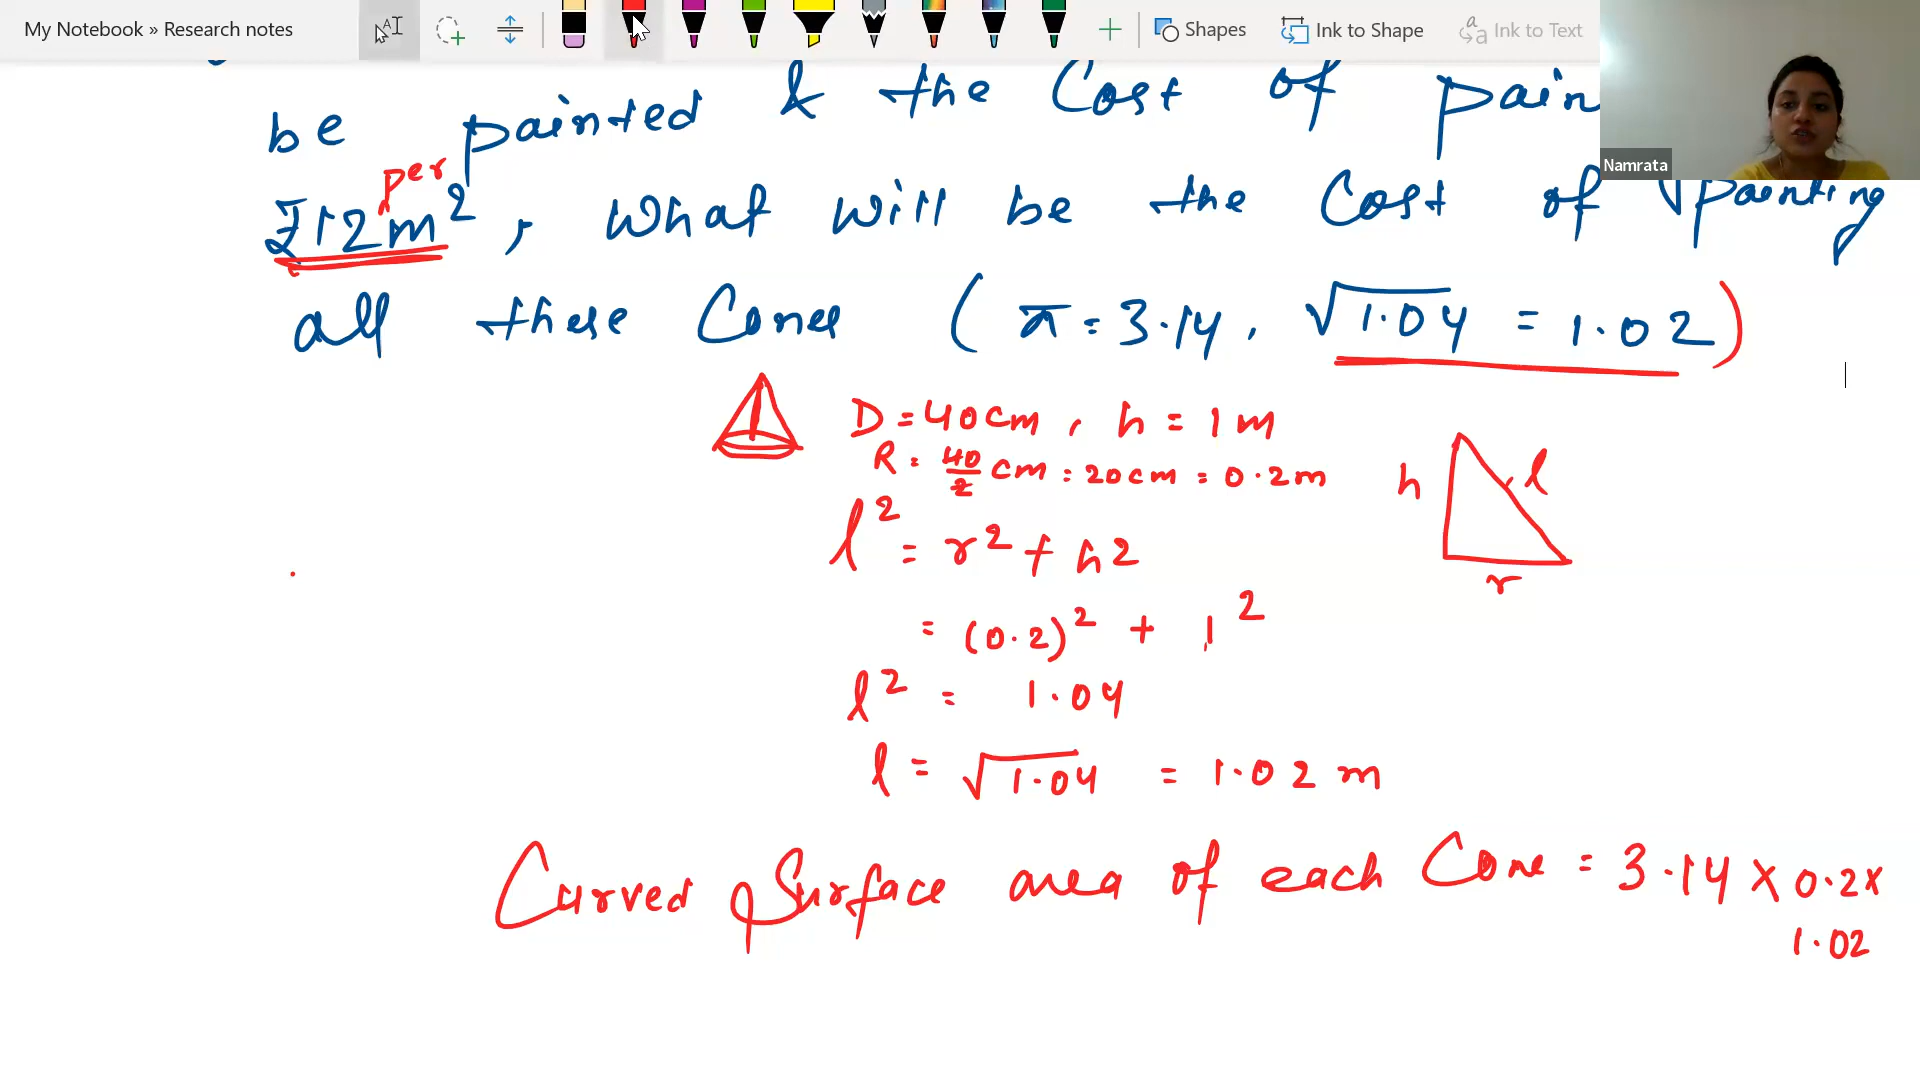 My Notebook » Research notes
Shapes
Ink to Shape
Ink to Text
Namrata
be painted & the Cost of pain
per
₹12m², what will be the cost of painting
all these Cones (π = 3.14, √1.04 = 1.02)
D = 40cm, h = 1m
R = 40/2 cm = 20cm = 0.2m
h
l
r
l² = r² + h2
= (0.2)² + 1²
l² = 1.04
l = √1.04 = 1.02 m
Curved Surface area of each Cone = 3.14 × 0.2 ×
1.02